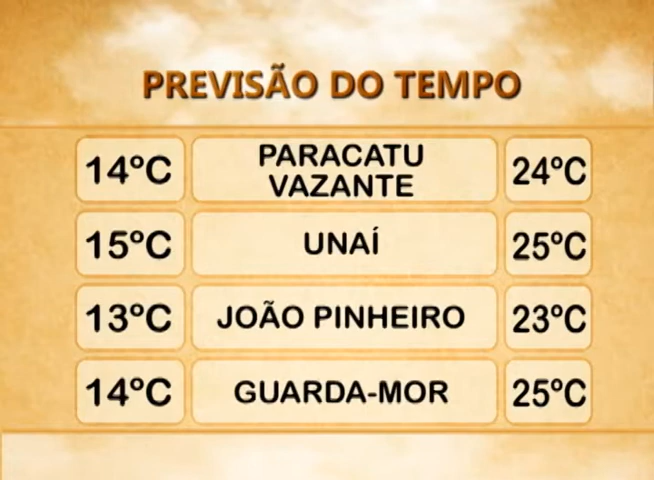 PREVISÃO DO TEMPO
14ºC PARACATU VAZANTE 24ºC
15ºC UNAÍ 25ºC
13ºC JOÃO PINHEIRO 23ºC
14ºC GUARDA-MOR 25ºC